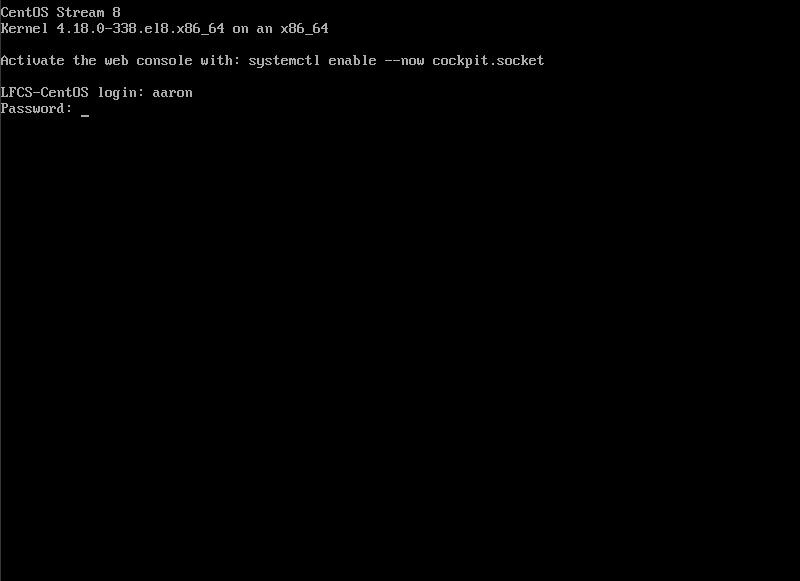 CentOS Stream 8
Kernel 4.18.0-338.el8.x86_64 on an x86_64
Activate the web console with: systemctl enable --now cockpit.socket
LFCS-CentOS login: aaron
Password: _